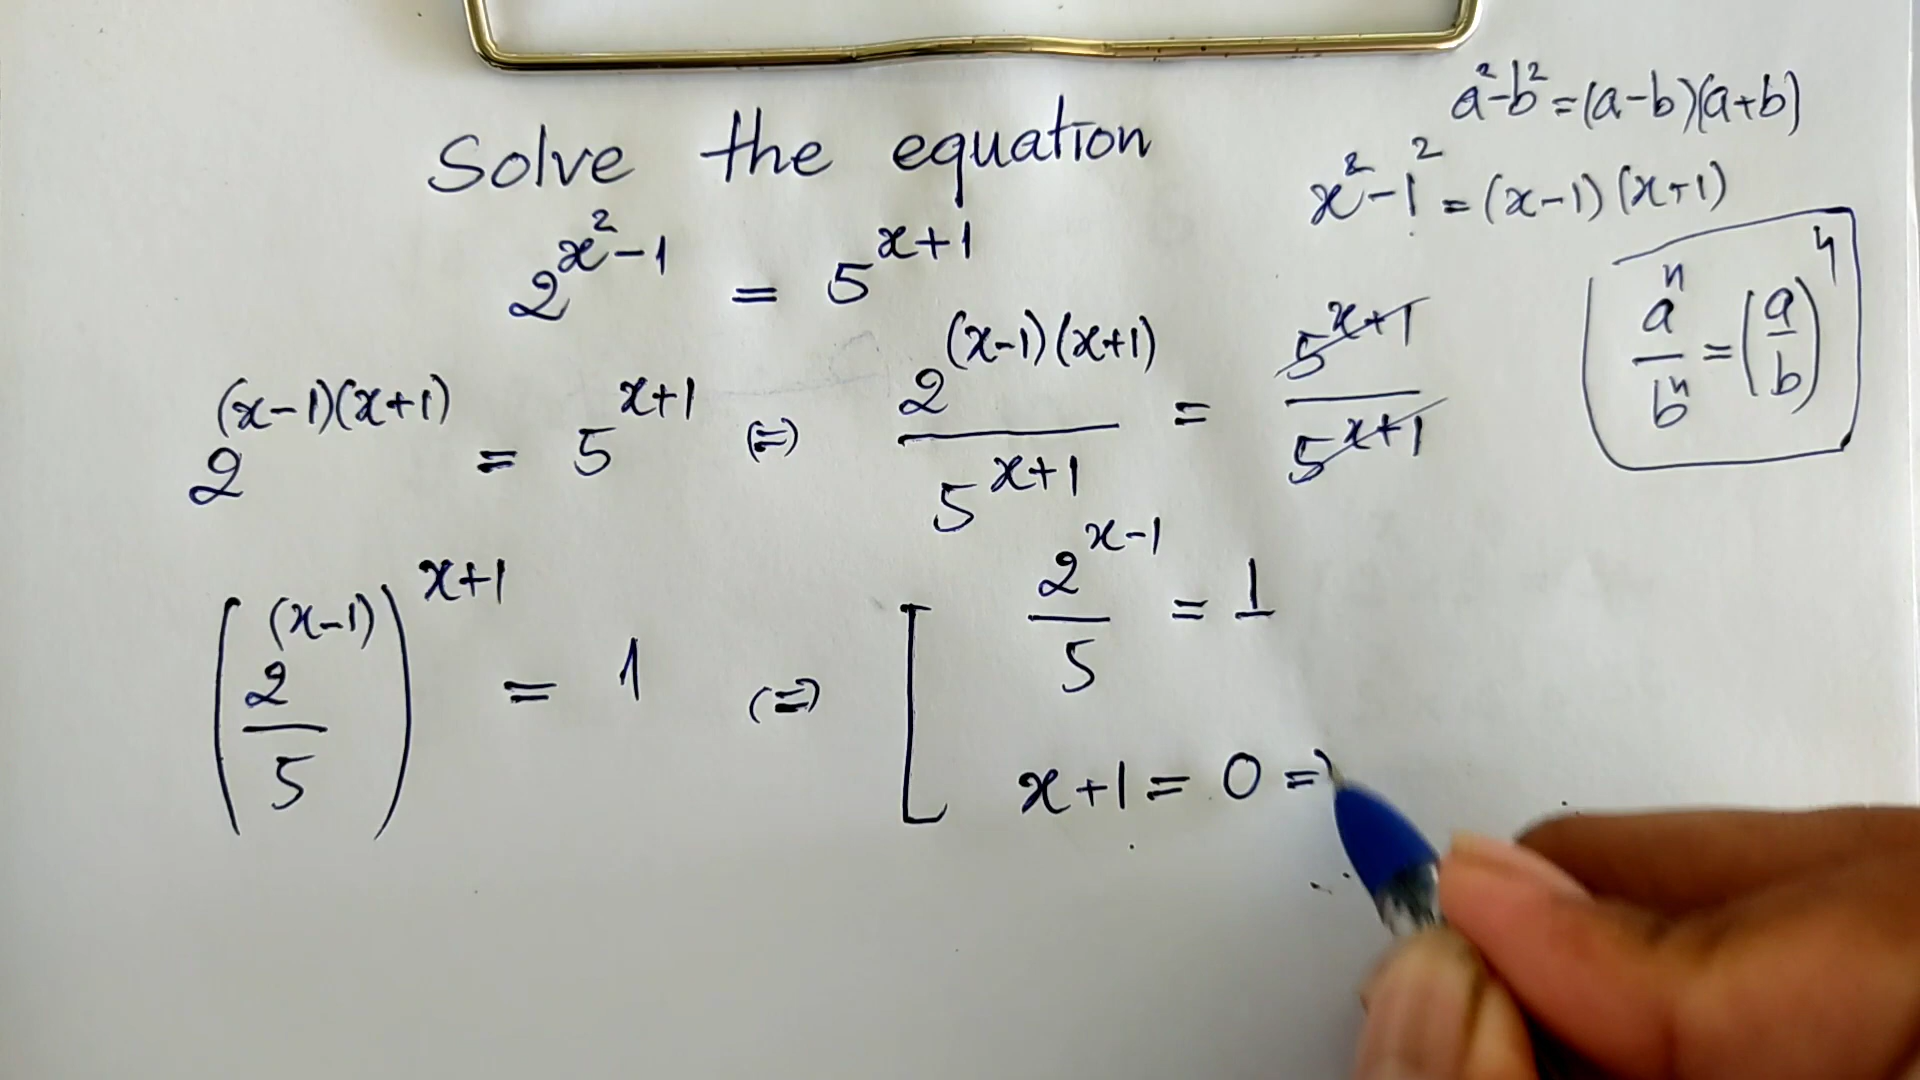 Solve the equation
a²-b²=(a-b)(a+b)
x²-1²=(x-1)(x+1)
2^(x²-1) = 5^(x+1)
a^n/b^n=(a/b)^n
2^((x-1)(x+1)) = 5^(x+1) (=) 2^((x-1)(x+1))/5^(x+1) = 5^(x+1)/5^(x+1)
(2^(x-1)/5)^(x+1) = 1 (=) [ 2^(x-1)/5 = 1
x+1= 0 =>